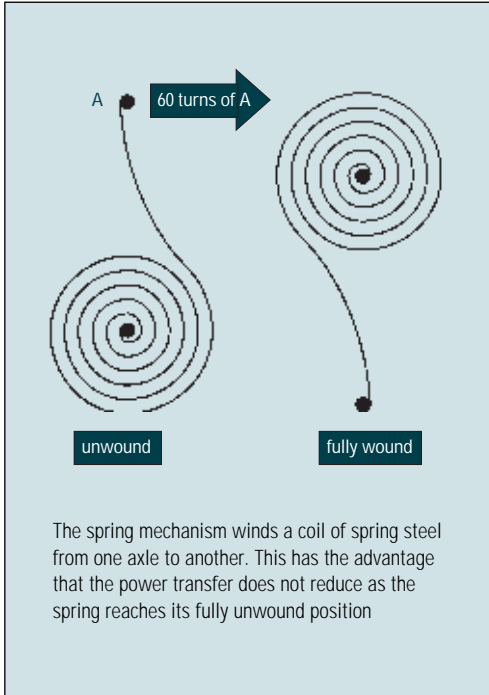 A
60 turns of A
unwound
fully wound
The spring mechanism winds a coil of spring steel
from one axle to another. This has the advantage
that the power transfer does not reduce as the
spring reaches its fully unwound position